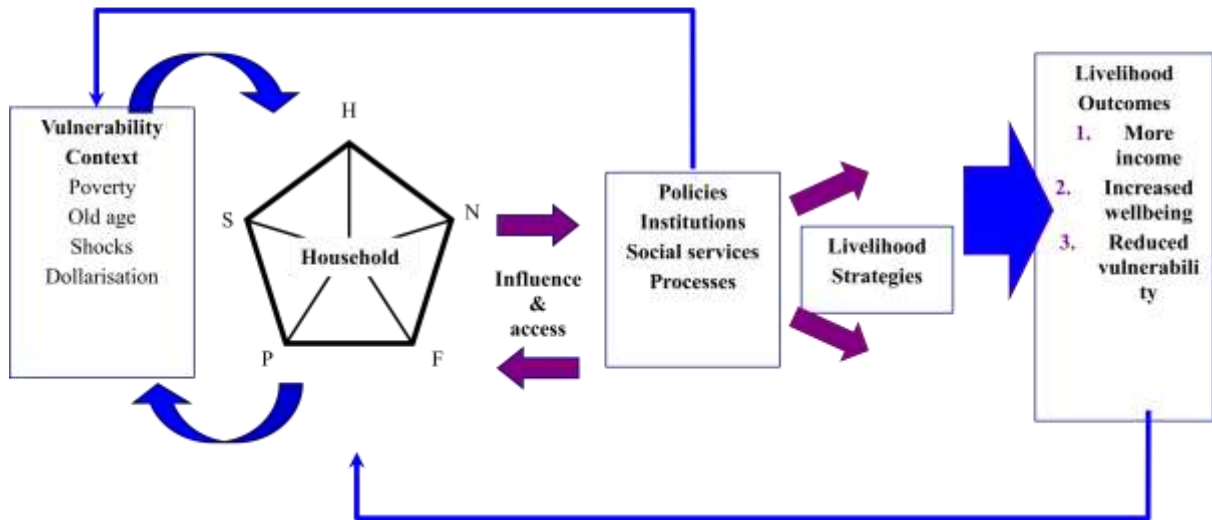 Vulnerability
Context
Poverty
Old age
Shocks
Dollarisation
H
S
N
Household
P
F
Influence
&
access
Policies
Institutions
Social services
Processes
Livelihood
Strategies
Livelihood
Outcomes
1. More
income
2. Increased
wellbeing
3. Reduced
vulnerabili
ty